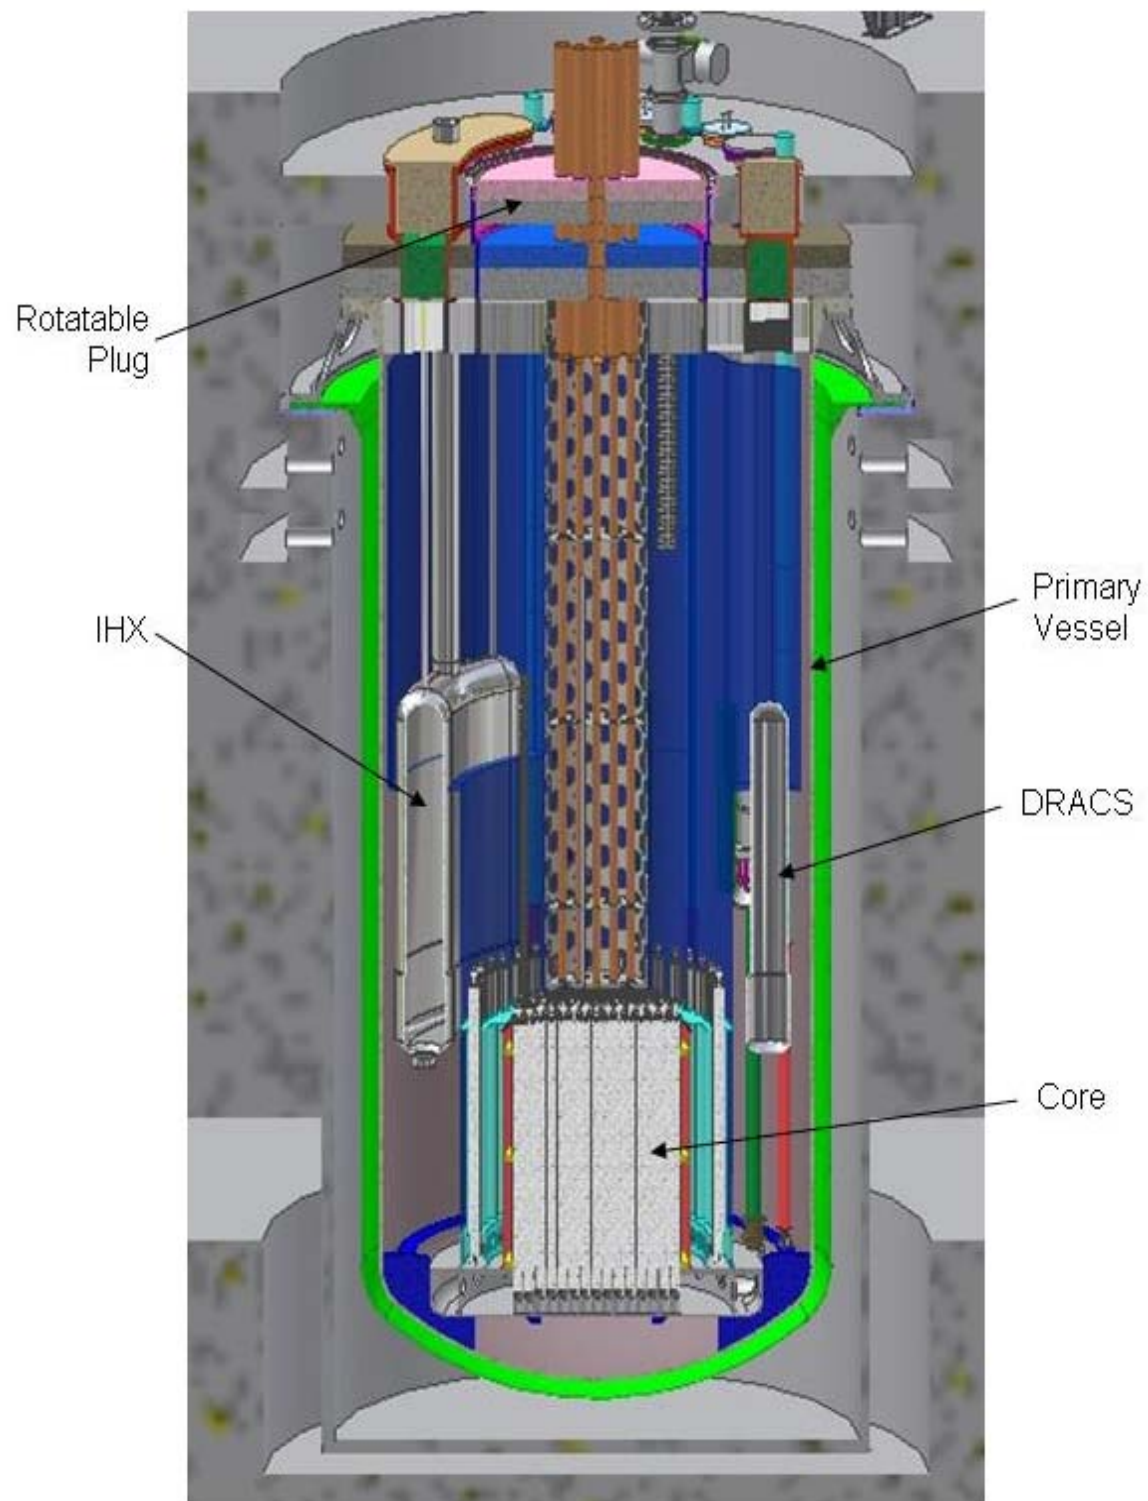 Rotatable
Plug
IHX
Primary
Vessel
DRACS
Core